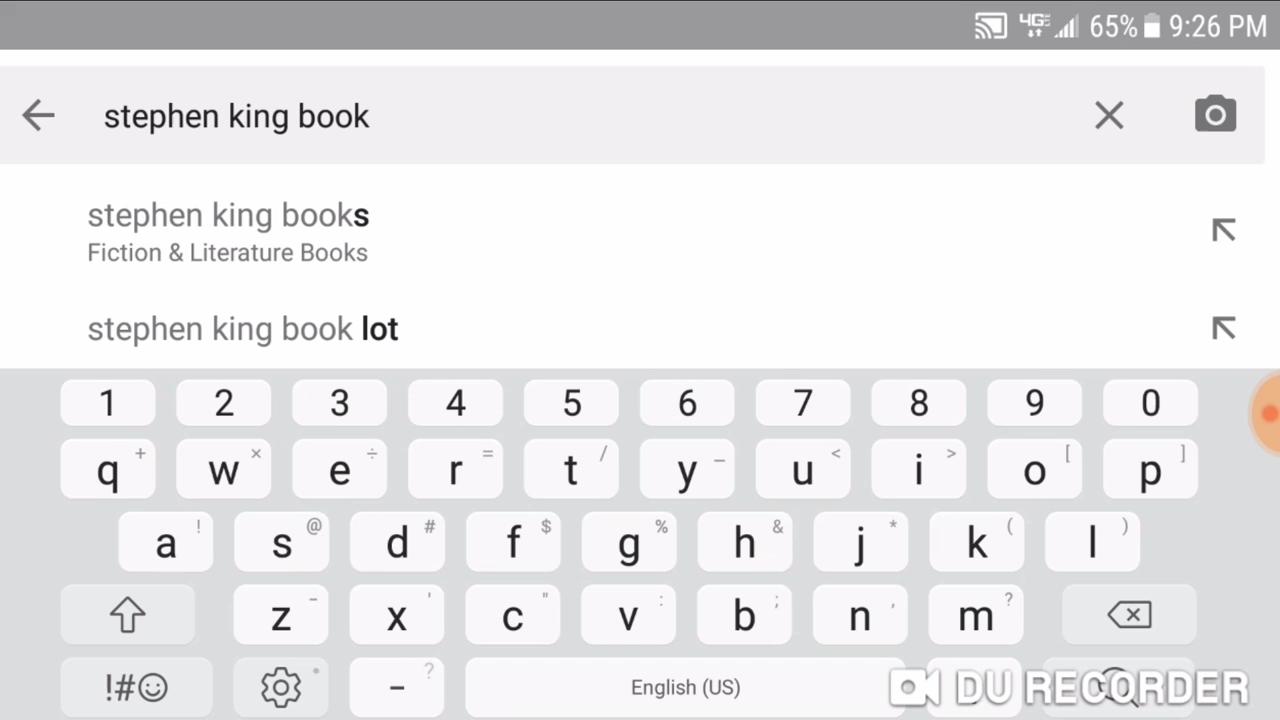 4GE 65% 9:26 PM
stephen king book
stephen king books
Fiction & Literature Books
stephen king book lot
1 2 3 4 5 6 7 8 9 0
q + w × e ÷ r = t / y _ u < i > o [ p ]
a ! s @ d # f $ g % h & j * k ( l )
z - x ' c " v : b ; n , m ?
!#☺ - ? English (US)
DU RECORDER